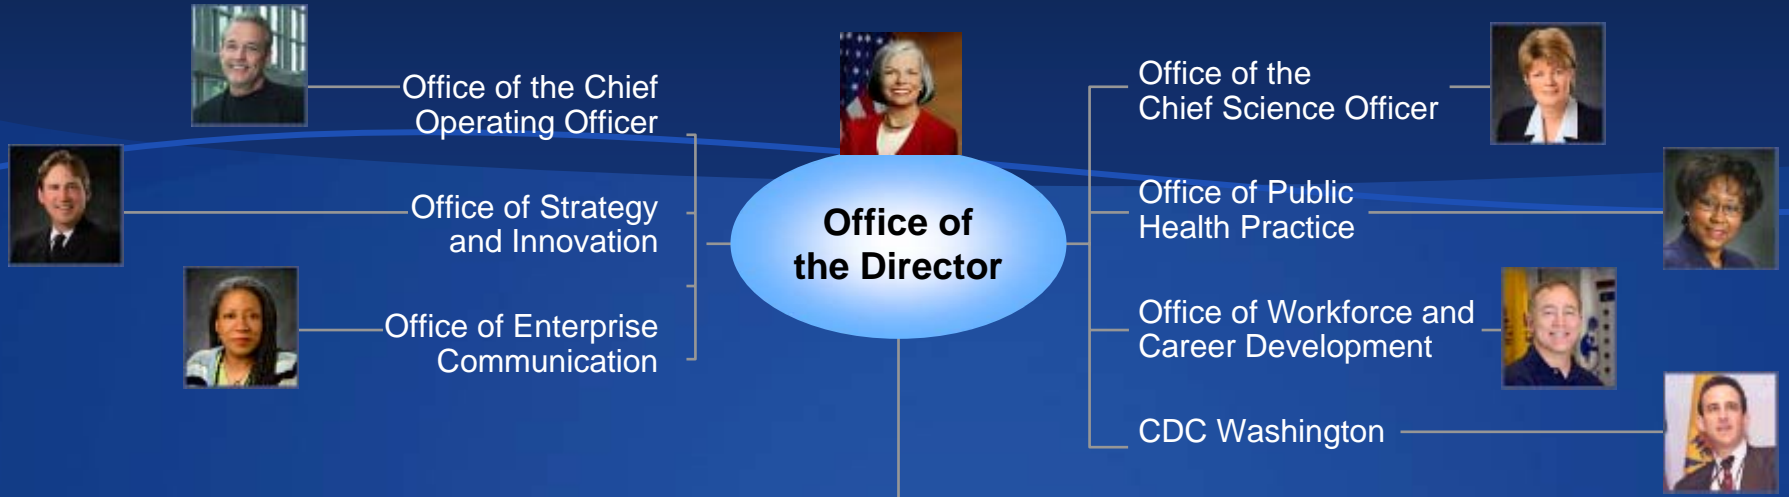 Office of the Chief
Operating Officer
Office of Strategy
and Innovation
Office of Enterprise
Communication
Office of
the Director
Office of the
Chief Science Officer
Office of Public
Health Practice
Office of Workforce and
Career Development
CDC Washington